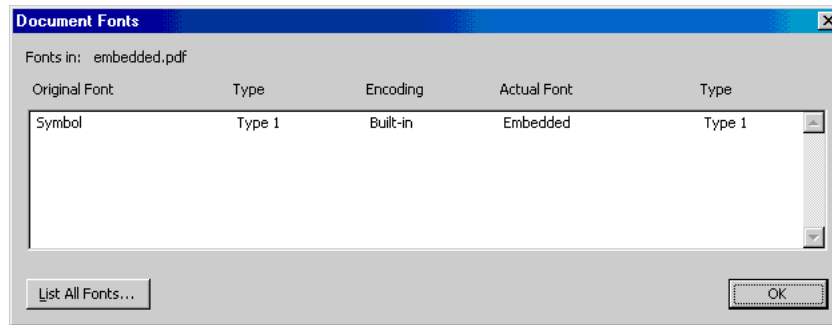 Document Fonts
Fonts in: embedded.pdf
Original Font Type Encoding Actual Font Type
Symbol Type 1 Built-in Embedded Type 1
List All Fonts... OK